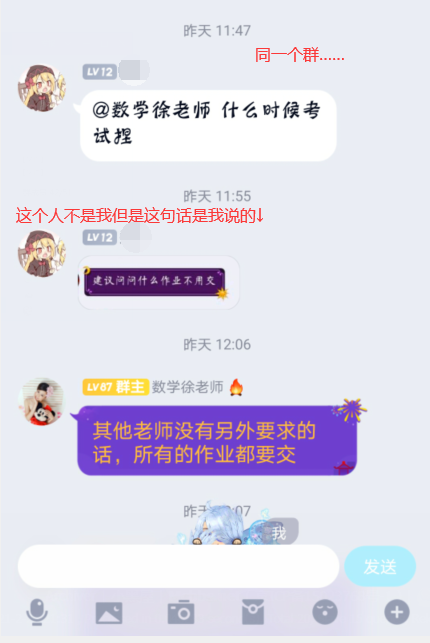 昨天 11:47
同一个群......
LV12
@数学徐老师 什么时候考
试捏
昨天 11:55
这个人不是我但是这句话是我说的↓
LV12
建议问问什么作业不用交
昨天 12:06
LV67 群主 数学徐老师
其他老师没有另外要求的
话，所有的作业都要交
昨天
:07
我
发送